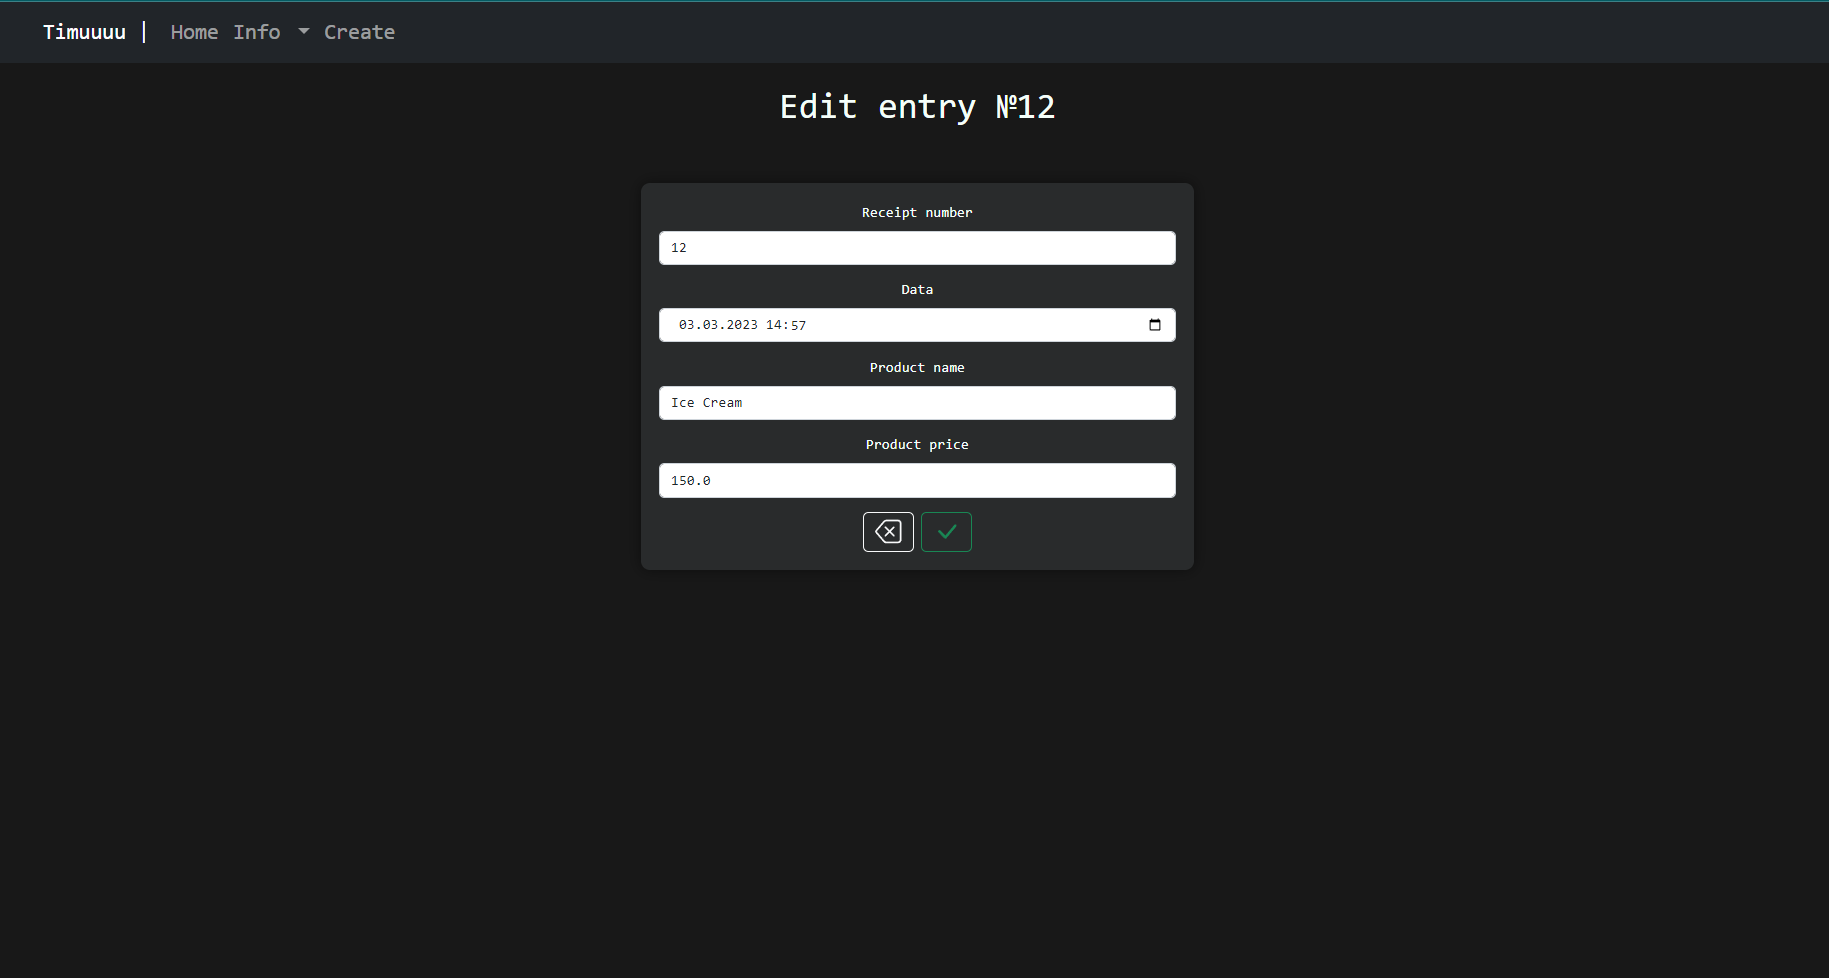 Timuuuu | Home Info Create
Edit entry №12
Receipt number
12
Data
03.03.2023 14:57
Product name
Ice Cream
Product price
150.0